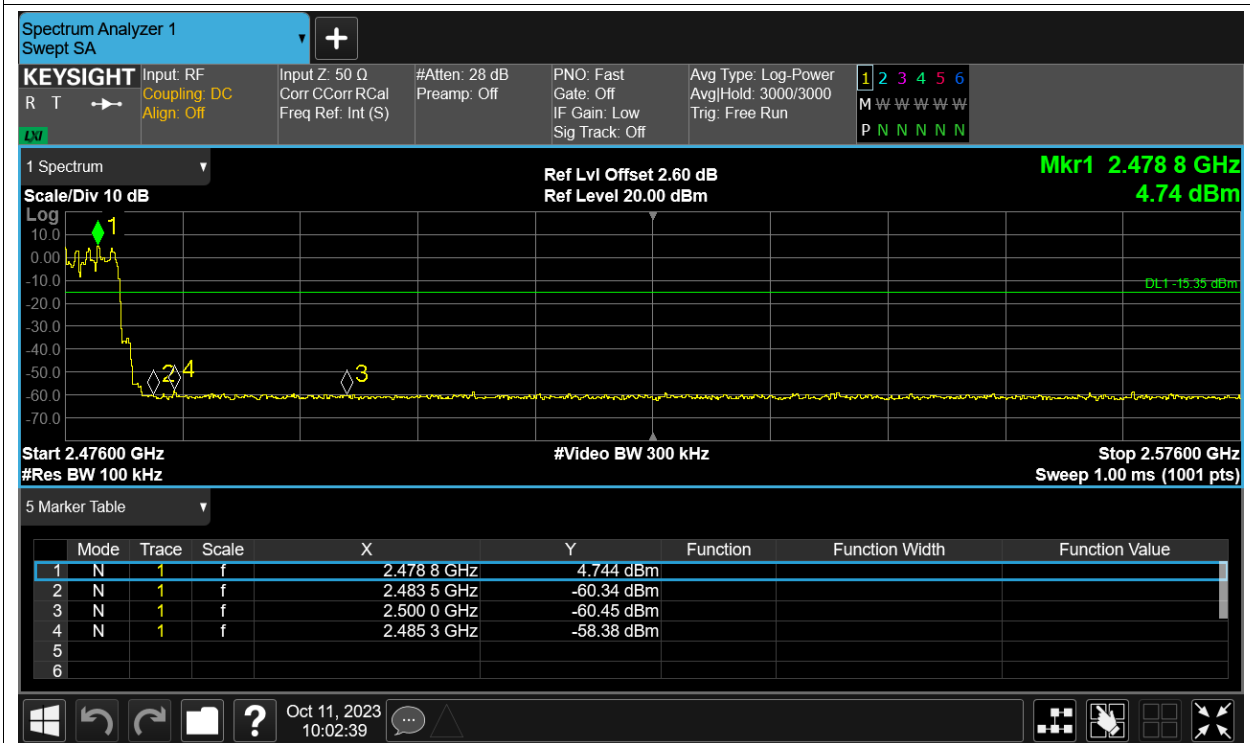 Spectrum Analyzer 1
Swept SA
KEYSIGHT
R T
LXI
Input: RF
Coupling: DC
Align: Off
Input Z: 50 Ω
Corr CCorr RCal
Freq Ref: Int (S)
#Atten: 28 dB
Preamp: Off
PNO: Fast
Gate: Off
IF Gain: Low
Sig Track: Off
Avg Type: Log-Power
Avg|Hold: 3000/3000
Trig: Free Run
1 2 3 4 5 6
M W W W W W
P N N N N N
1 Spectrum
Scale/Div 10 dB
Ref Lvl Offset 2.60 dB
Ref Level 20.00 dBm
Mkr1 2.478 8 GHz
4.74 dBm
Log
10.0
0.00
-10.0
-20.0
-30.0
-40.0
-50.0
-60.0
-70.0
1
2
4
3
DL1 -15.35 dBm
Start 2.47600 GHz
#Video BW 300 kHz
Stop 2.57600 GHz
#Res BW 100 kHz
Sweep 1.00 ms (1001 pts)
5 Marker Table
Mode Trace Scale X Y Function Function Width Function Value
1 N 1 f 2.478 8 GHz 4.744 dBm
2 N 1 f 2.483 5 GHz -60.34 dBm
3 N 1 f 2.500 0 GHz -60.45 dBm
4 N 1 f 2.485 3 GHz -58.38 dBm
5
6
?
Oct 11, 2023
10:02:39